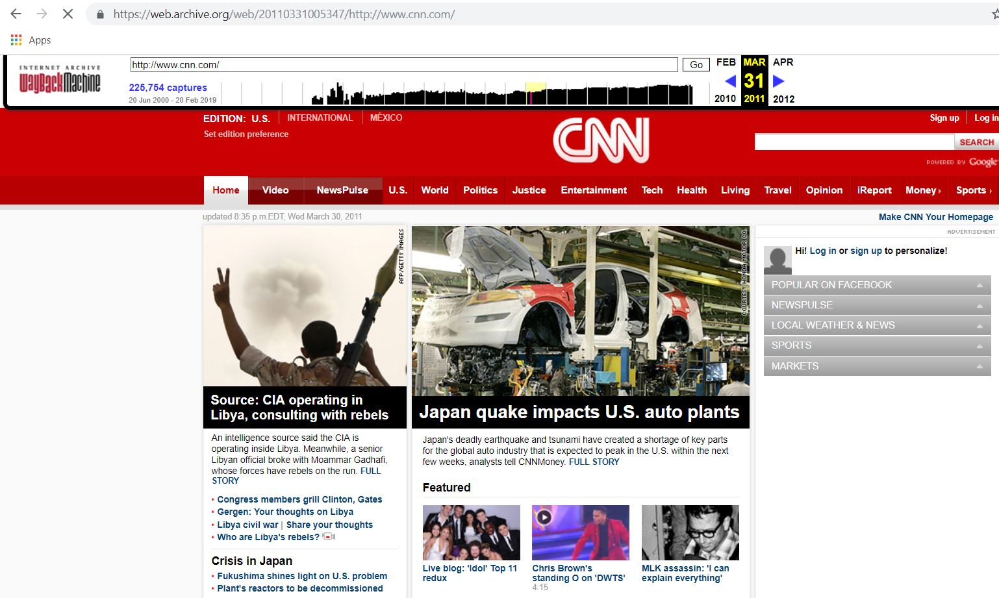 https://web.archive.org/web/20110331005347/http://www.cnn.com/
Apps
INTERNET ARCHIVE
WayBackMachine
http://www.cnn.com/
Go
FEB MAR APR
225,754 captures
31
20 Jun 2000 - 20 Feb 2019
2010 2011 2012
EDITION: U.S. INTERNATIONAL MÉXICO
Set edition preference
CNN
Sign up Log in
SEARCH
POWERED BY Google
Home Video NewsPulse U.S. World Politics Justice Entertainment Tech Health Living Travel Opinion iReport Money Sports
updated 8:35 p.m.EDT, Wed March 30, 2011
Make CNN Your Homepage
AFP/GETTY IMAGES
Source: CIA operating in
Libya, consulting with rebels
An intelligence source said the CIA is
operating inside Libya. Meanwhile, a senior
Libyan official broke with Moammar Gadhafi,
whose forces have rebels on the run. FULL
STORY
Congress members grill Clinton, Gates
Gergen: Your thoughts on Libya
Libya civil war | Share your thoughts
Who are Libya's rebels?
Crisis in Japan
Fukushima shines light on U.S. problem
Plant's reactors to be decommissioned
COURTESY HONDA MOTOR CO.
Japan quake impacts U.S. auto plants
Japan's deadly earthquake and tsunami have created a shortage of key parts
for the global auto industry that is expected to peak in the U.S. within the next
few weeks, analysts tell CNNMoney. FULL STORY
Featured
Live blog: 'Idol' Top 11
redux
Chris Brown's
standing O on 'DWTS'
4:15
MLK assassin: 'I can
explain everything'
ADVERTISEMENT
Hi! Log in or sign up to personalize!
POPULAR ON FACEBOOK
NEWSPULSE
LOCAL WEATHER & NEWS
SPORTS
MARKETS